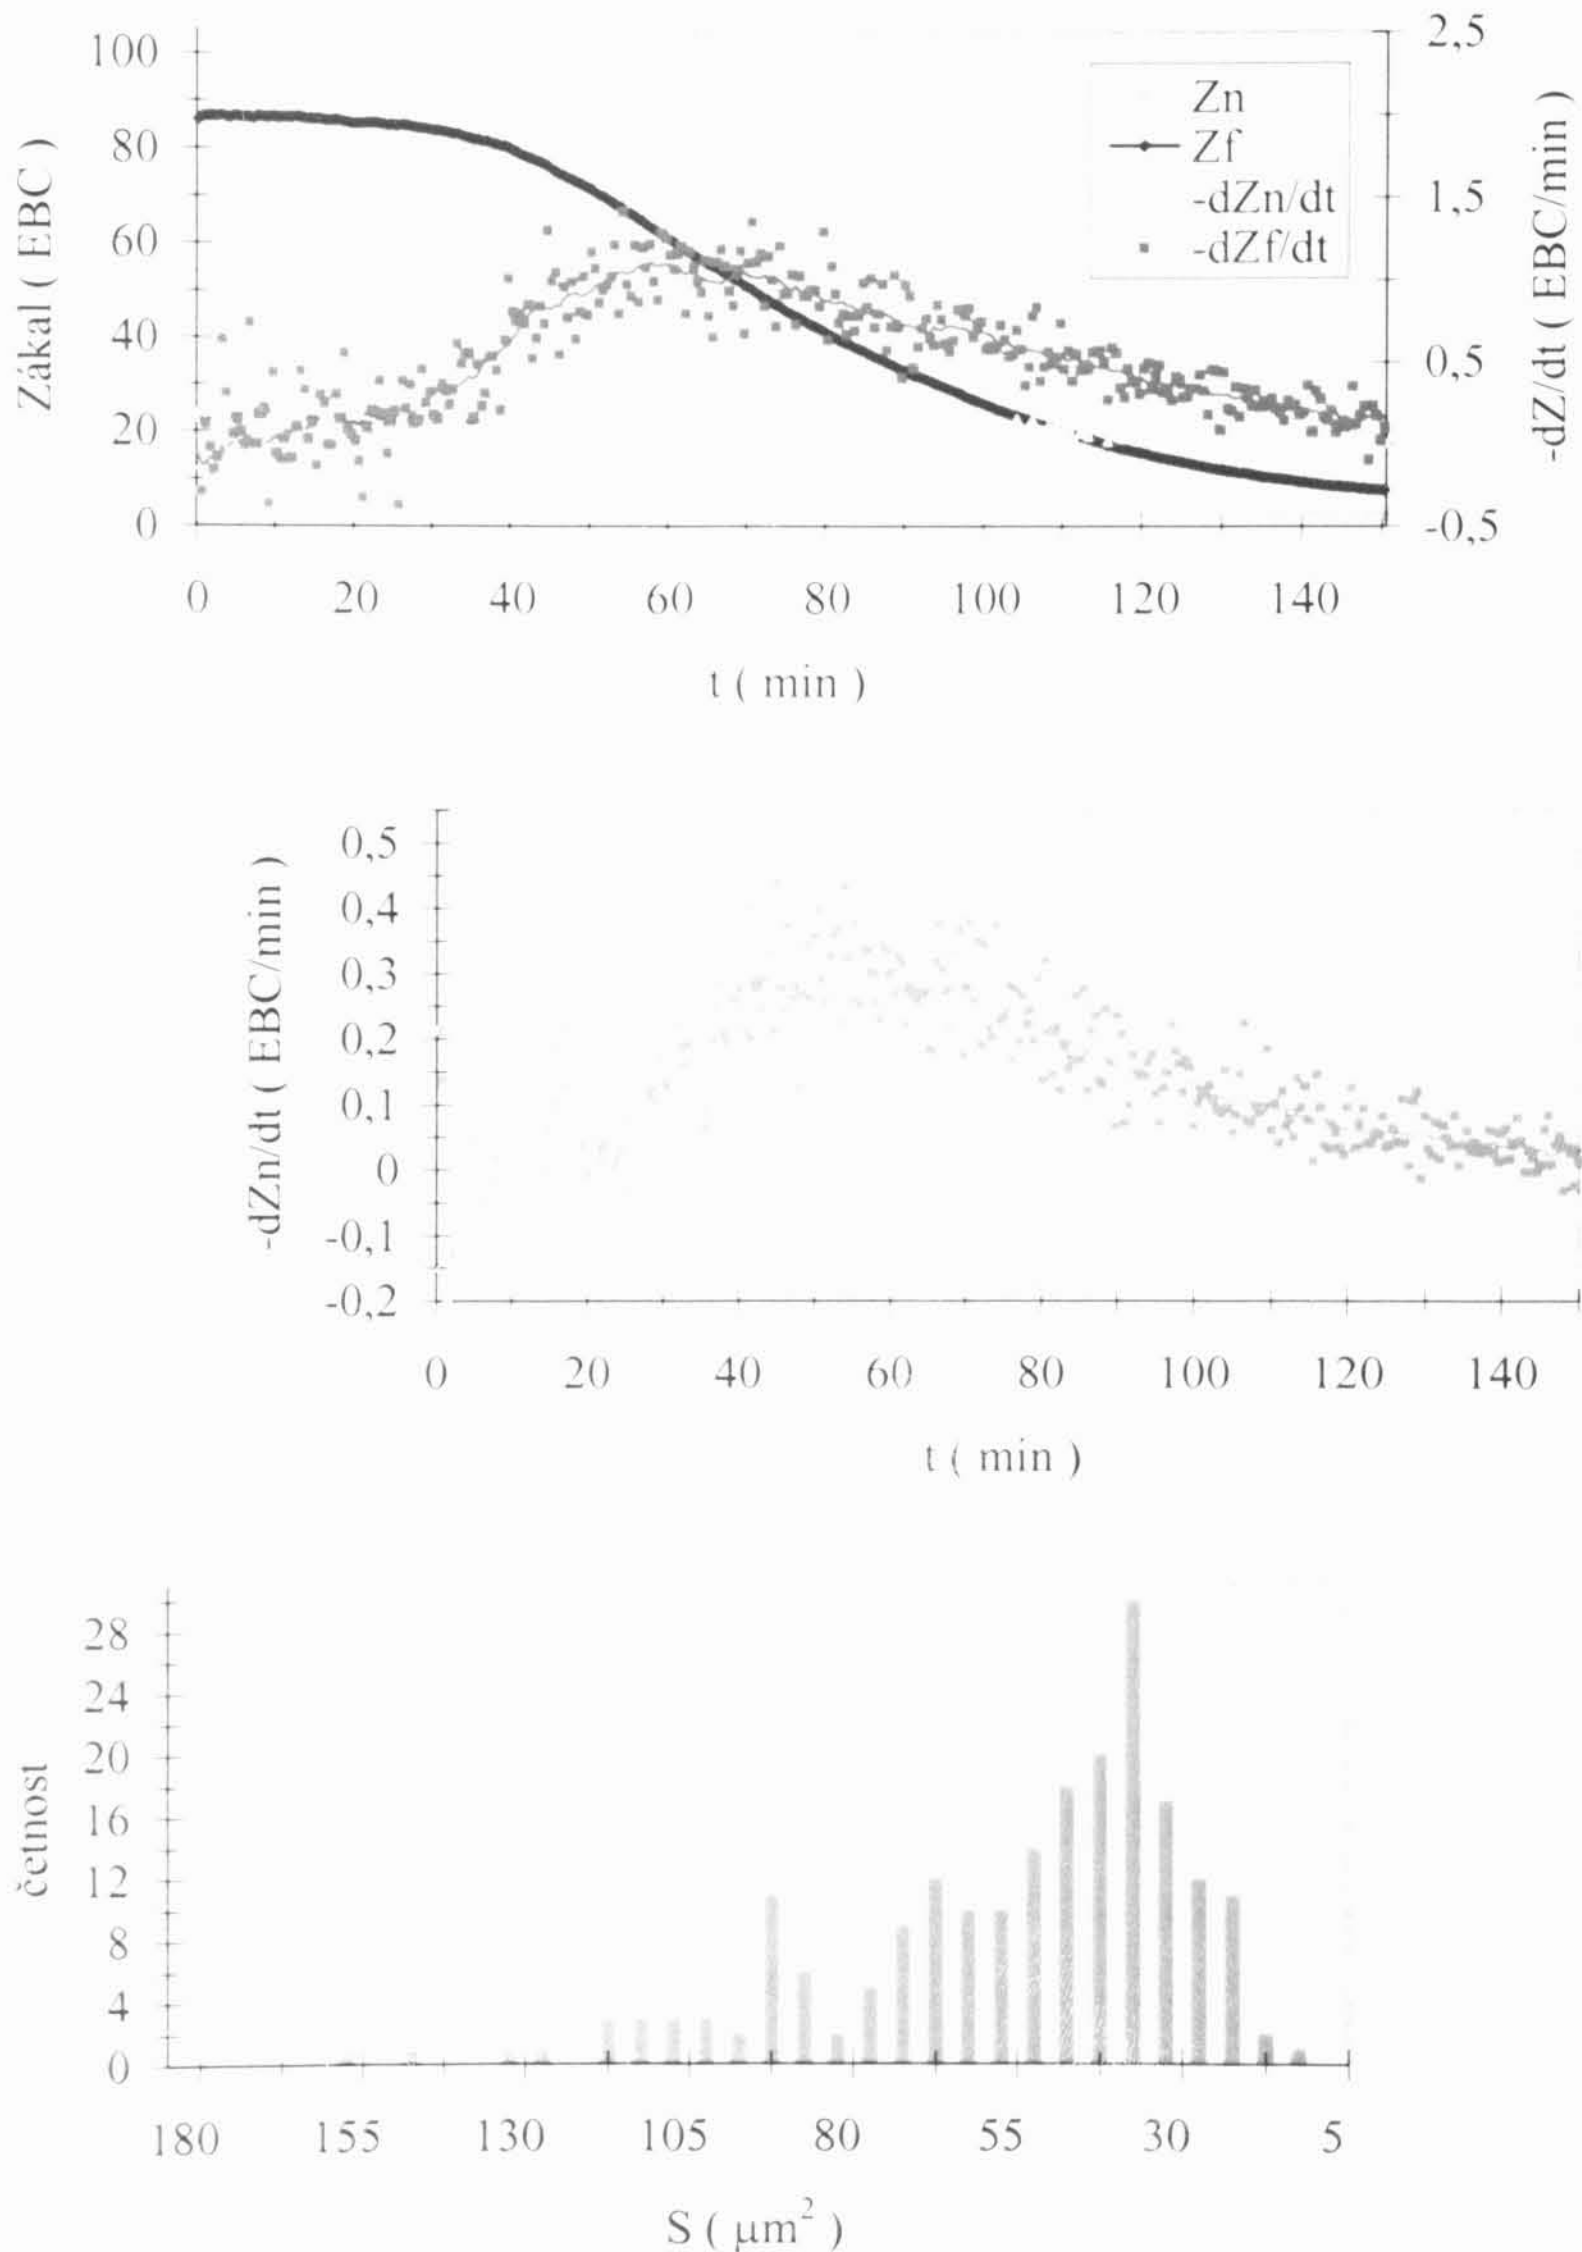 100
80
60
40
20
0
Zákal ( EBC )
2,5
1,5
0,5
-0,5
-dZ/dt ( EBC/min )
Zn
Zf
-dZn/dt
-dZf/dt
0 20 40 60 80 100 120 140
t ( min )
0,5
0,4
0,3
0,2
0,1
0
-0,1
-0,2
-dZn/dt ( EBC/min )
0 20 40 60 80 100 120 140
t ( min )
28
24
20
16
12
8
4
0
četnost
180 155 130 105 80 55 30 5
S ( μm²)